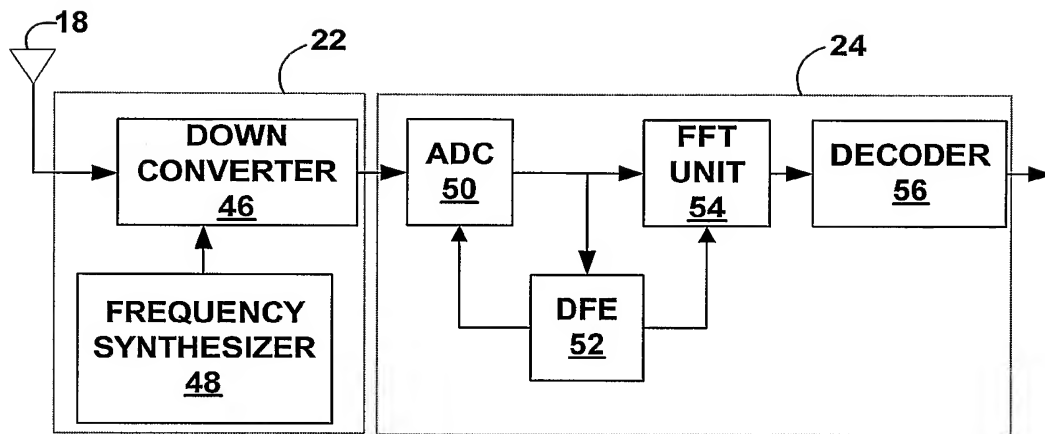 18
22
24
DOWN
CONVERTER
46
ADC
50
FFT
UNIT
54
DECODER
56
FREQUENCY
SYNTHESIZER
48
DFE
52